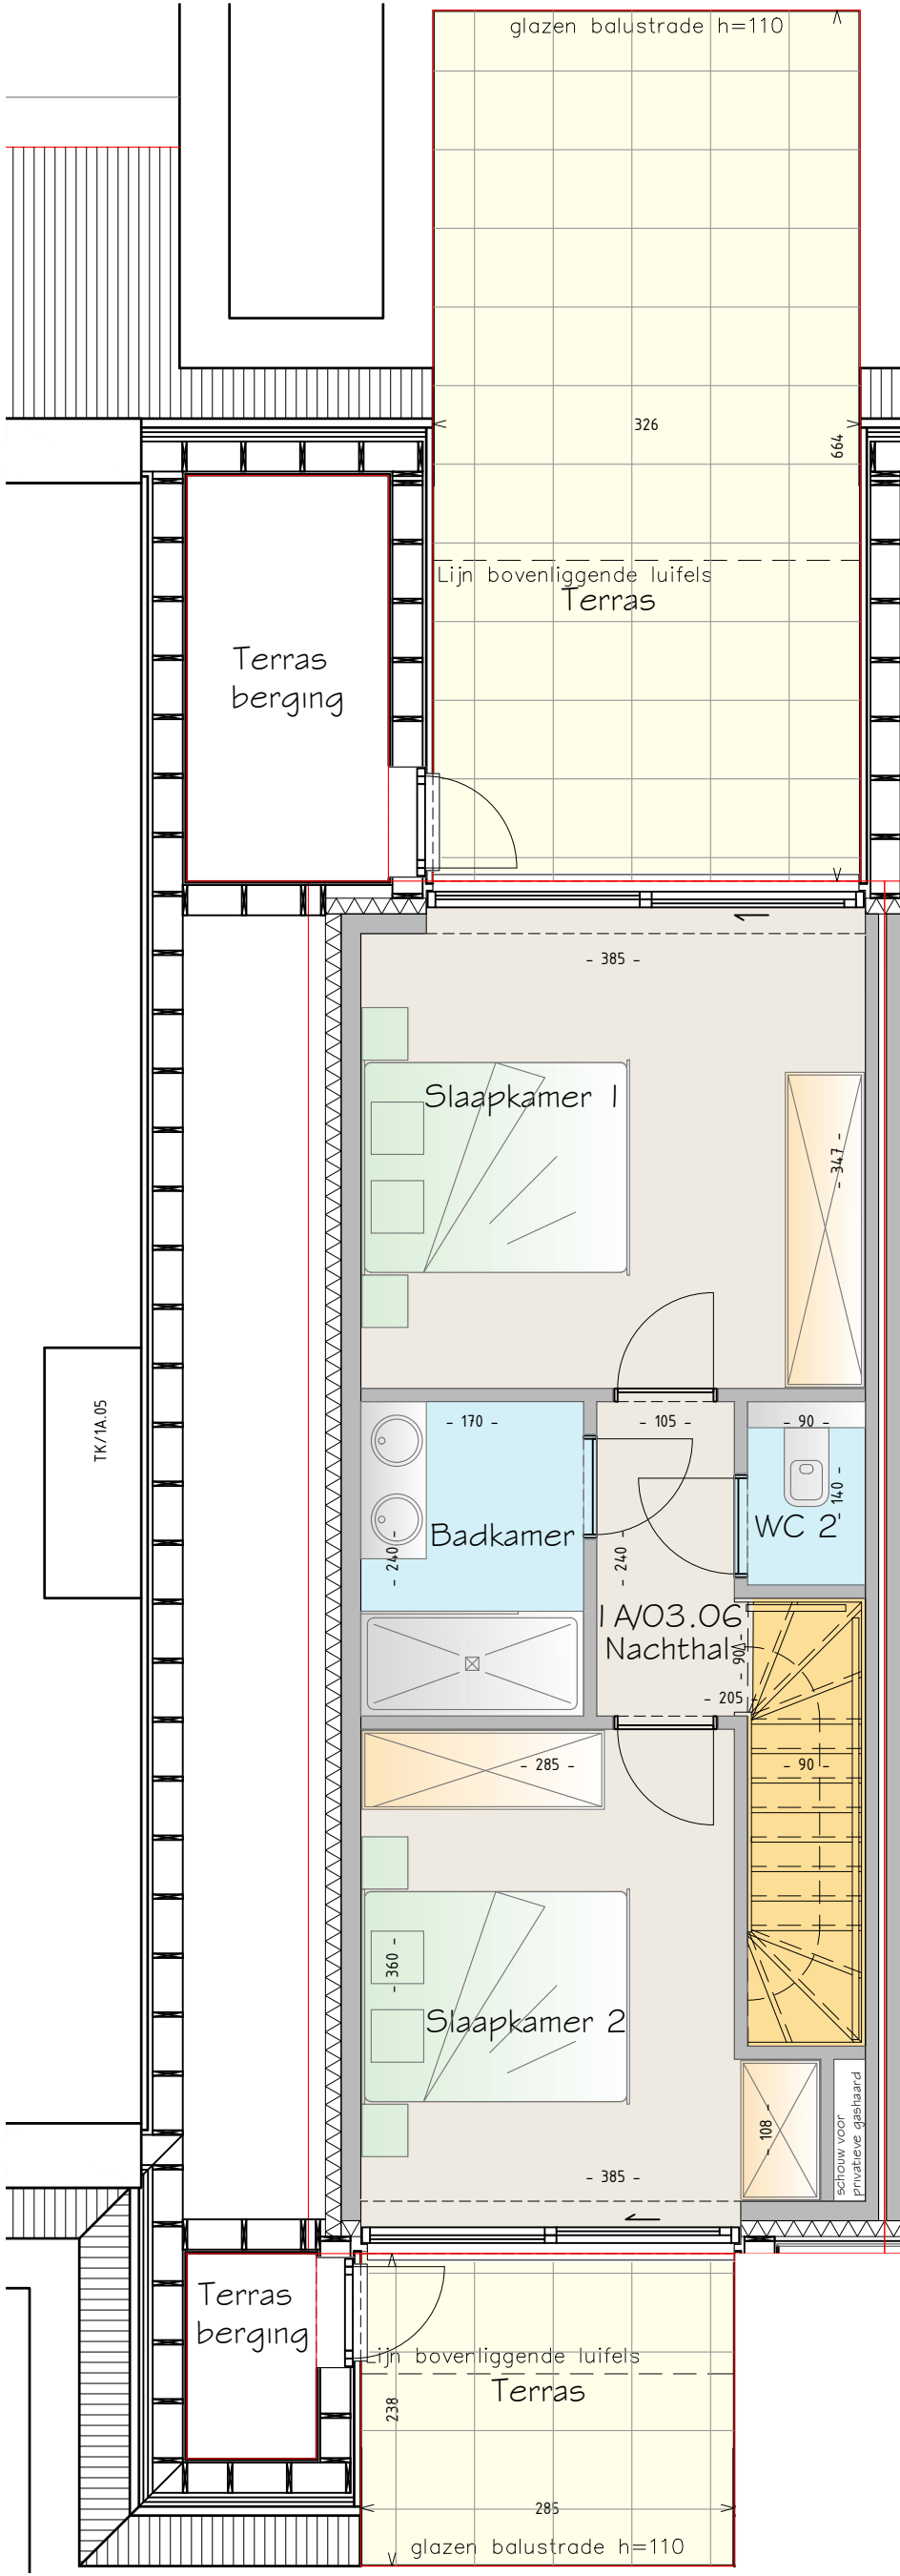 glazen balustrade h=110
326
664
Lijn bovenliggende luifels
Terras
Terras
berging
- 385 -
Slaapkamer 1
- 347 -
TK/1A.05
- 170 -
- 105 -
- 90 -
140 -
Badkamer
WC 2'
- 240 -
- 240 -
1A/03.06
Nachthal
- 90 -
- 205 -
- 285 -
- 90 -
- 360 -
Slaapkamer 2
- 108 -
schouw voor
privatieve gashaard
- 385 -
Terras
berging
Lijn bovenliggende luifels
Terras
238
285
glazen balustrade h=110